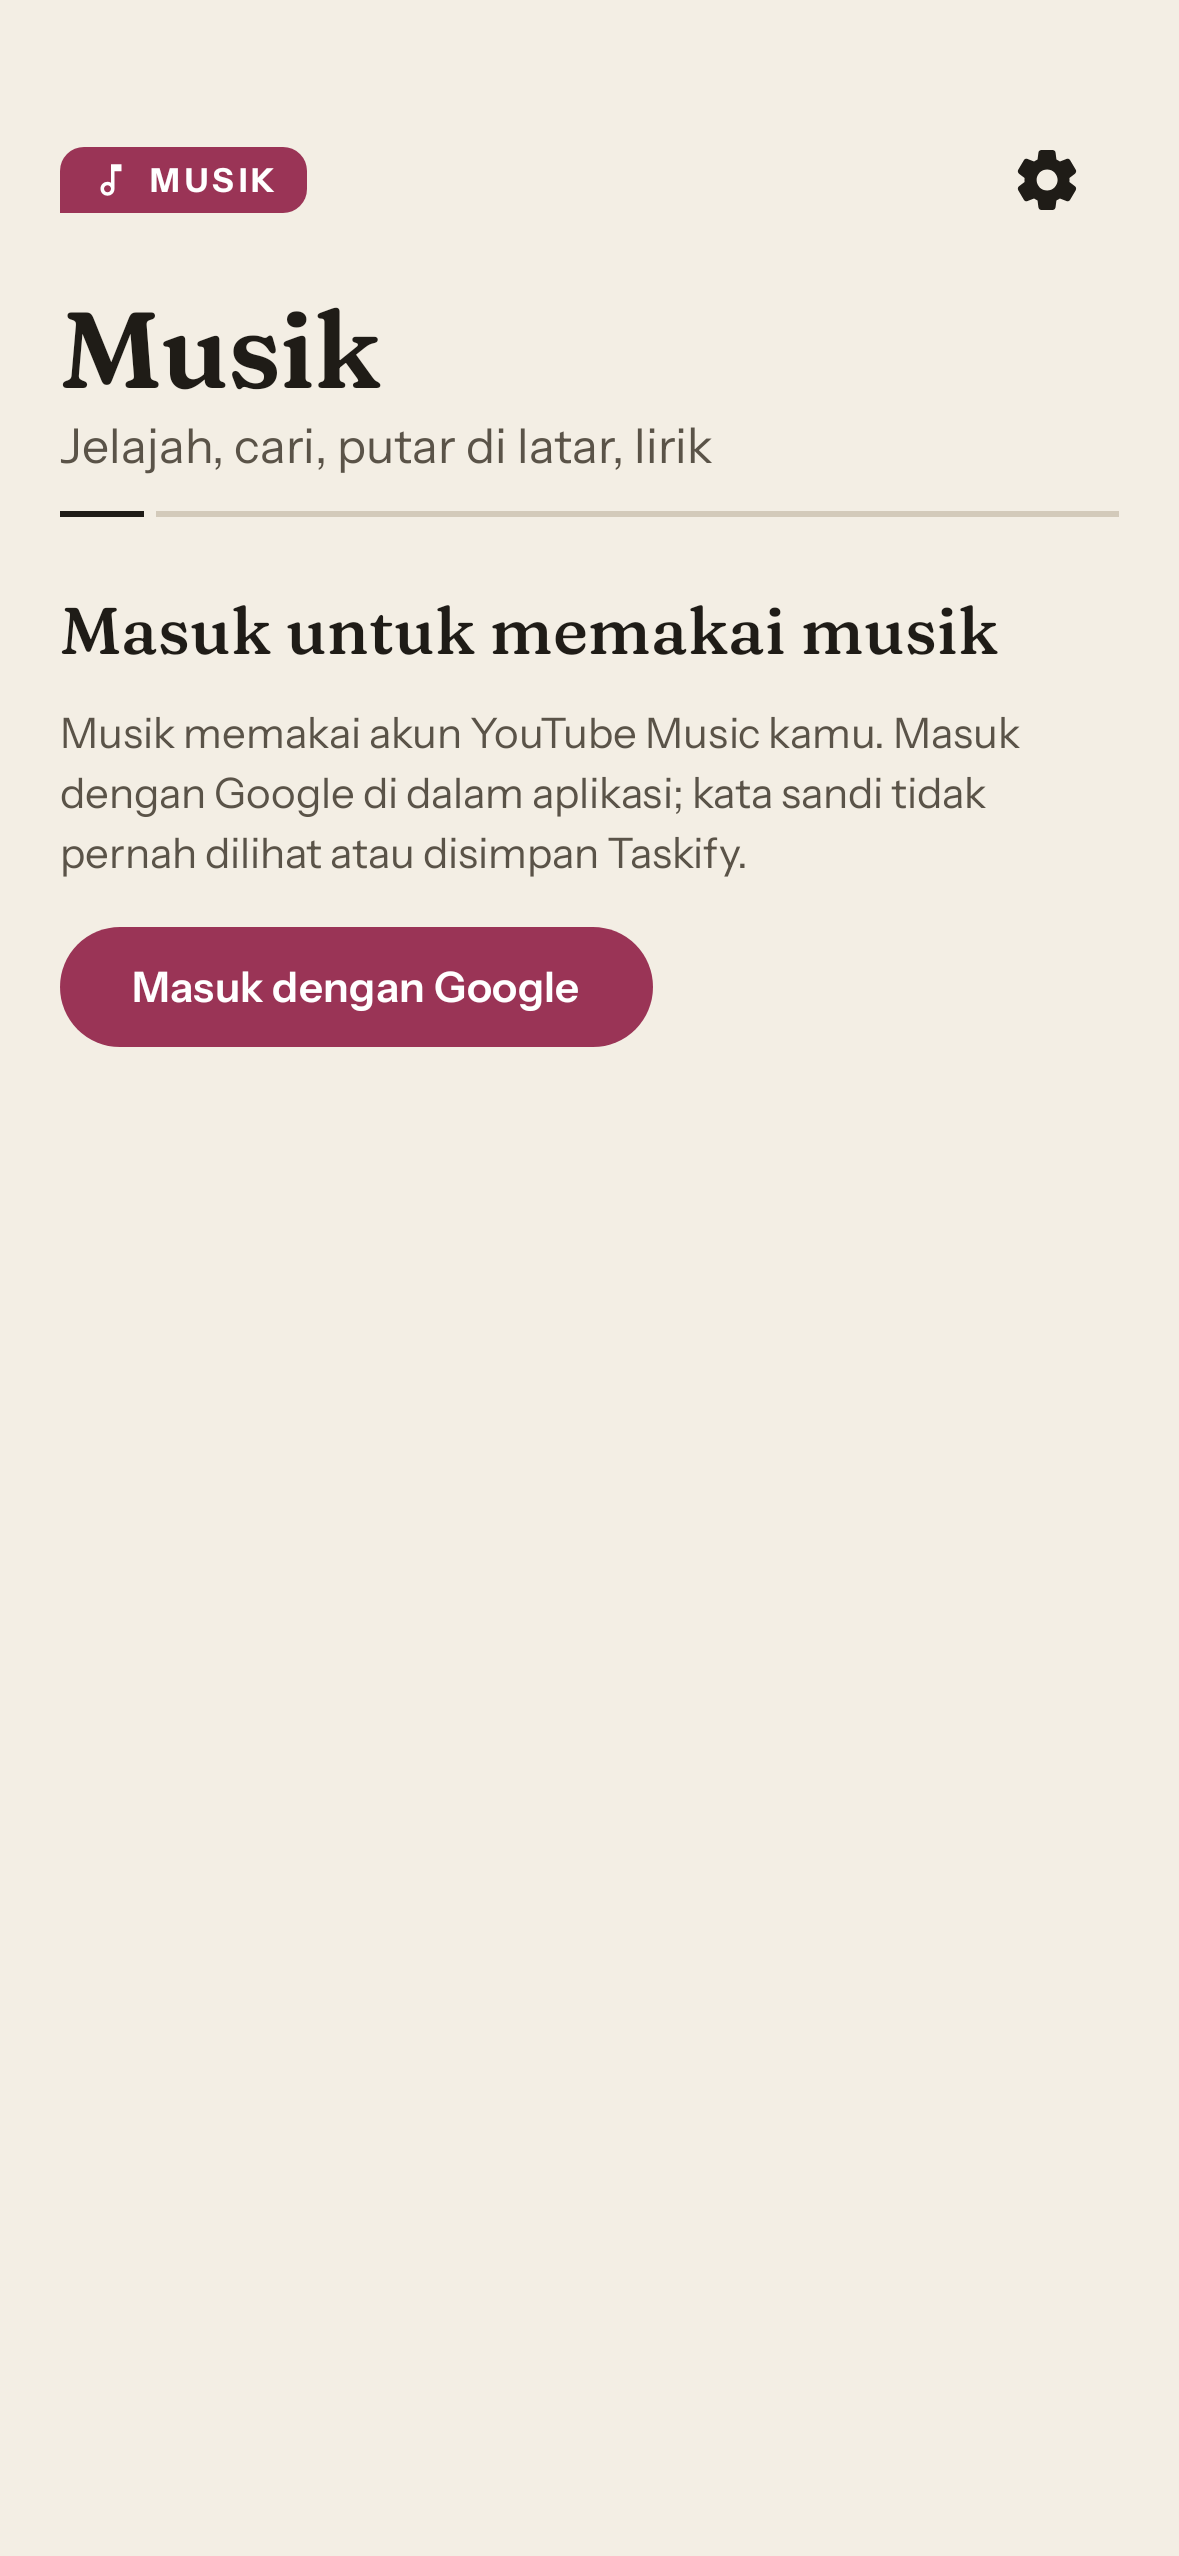 MUSIK
Musik
Jelajah, cari, putar di latar, lirik
Masuk untuk memakai musik
Musik memakai akun YouTube Music kamu. Masuk
dengan Google di dalam aplikasi; kata sandi tidak
pernah dilihat atau disimpan Taskify.
Masuk dengan Google